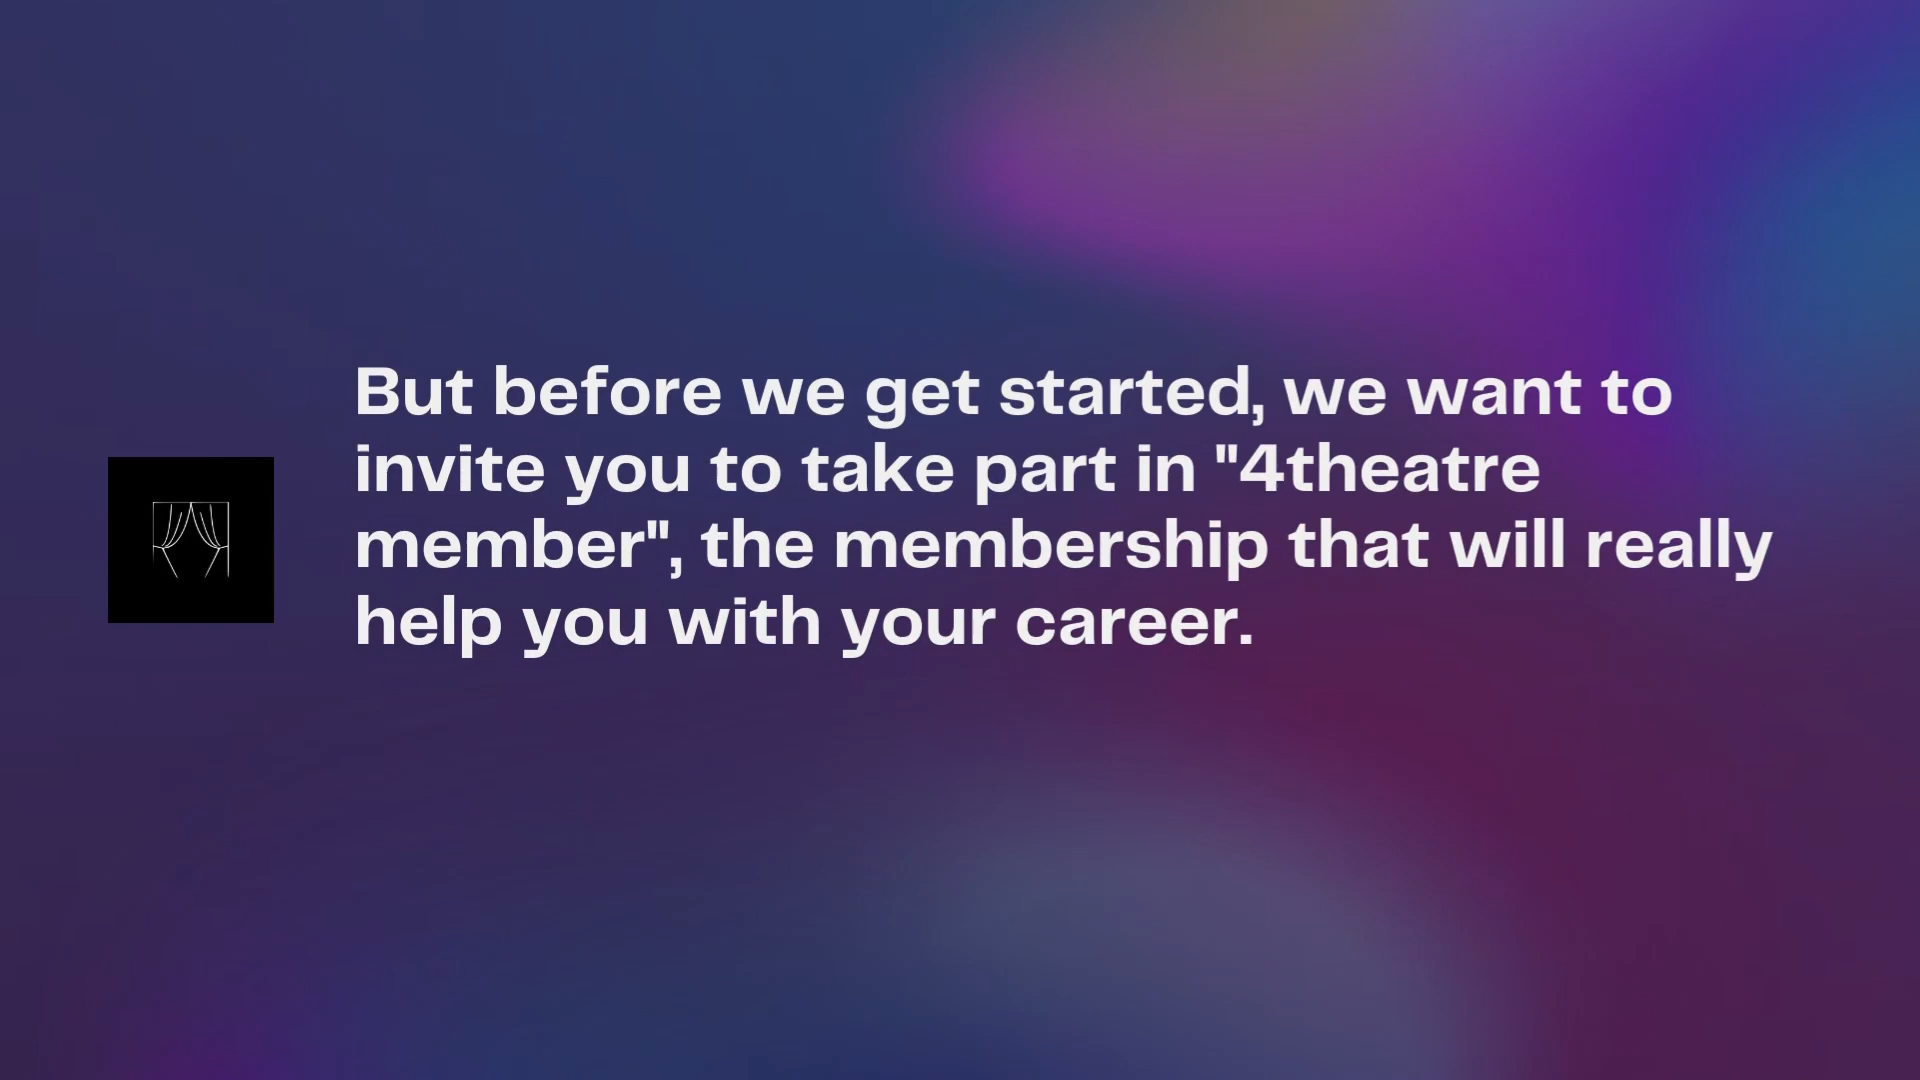 But before we get started, we want to
invite you to take part in "4theatre
member", the membership that will really
help you with your career.